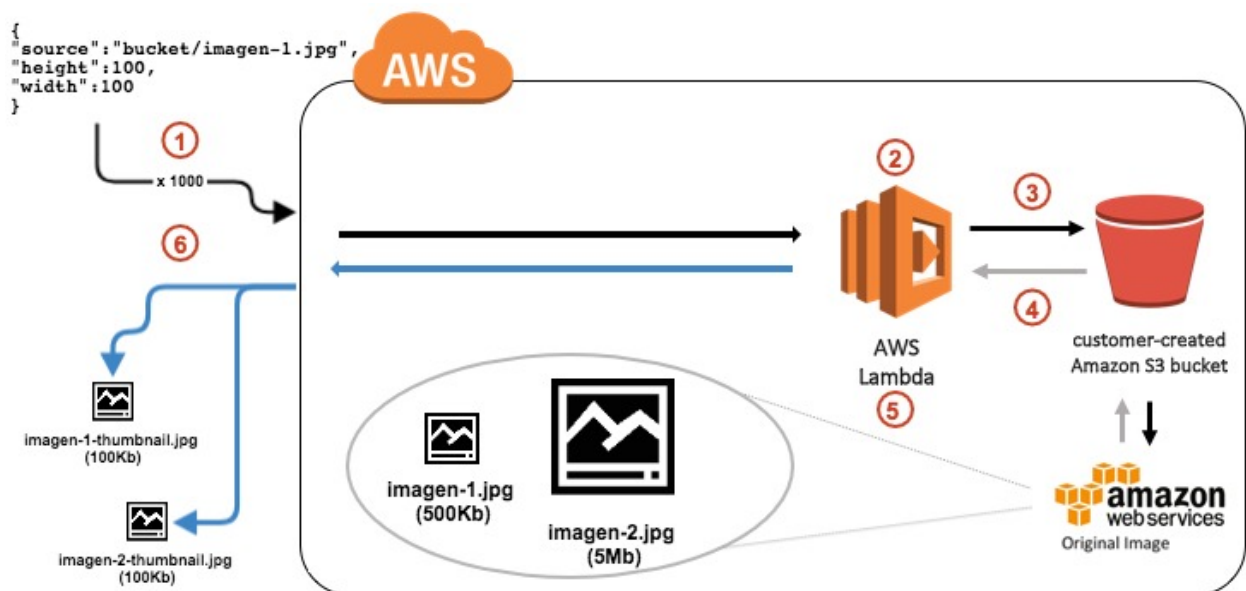 {
"source":"bucket/imagen-1.jpg",
"height":100,
"width":100
}
AWS
1
x 1000
2
3
6
4
AWS
Lambda
5
customer-created
Amazon S3 bucket
imagen-1-thumbnail.jpg
(100Kb)
imagen-1.jpg
(500Kb)
imagen-2.jpg
(5Mb)
amazon
webservices
Original Image
imagen-2-thumbnail.jpg
(100Kb)